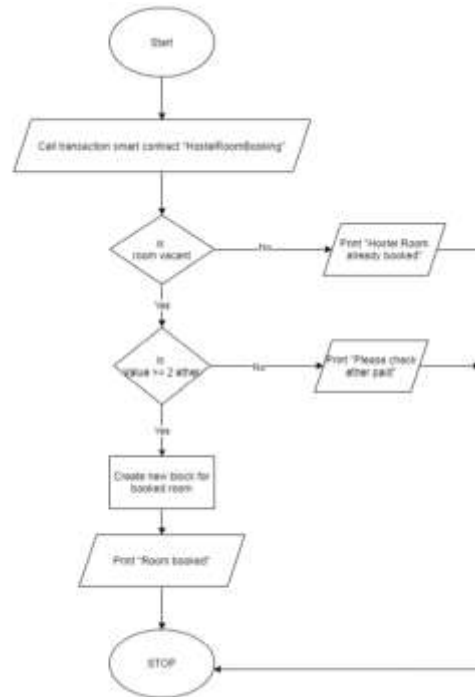 Start
Call transaction smart contract "HostelRoomBooking"
Is
room vacant
No
Print "Hostel Room
already booked"
Yes
Is
value >= 2 ether
No
Print "Please check
ether paid"
Yes
Create new block for
booked room
Print "Room booked"
STOP